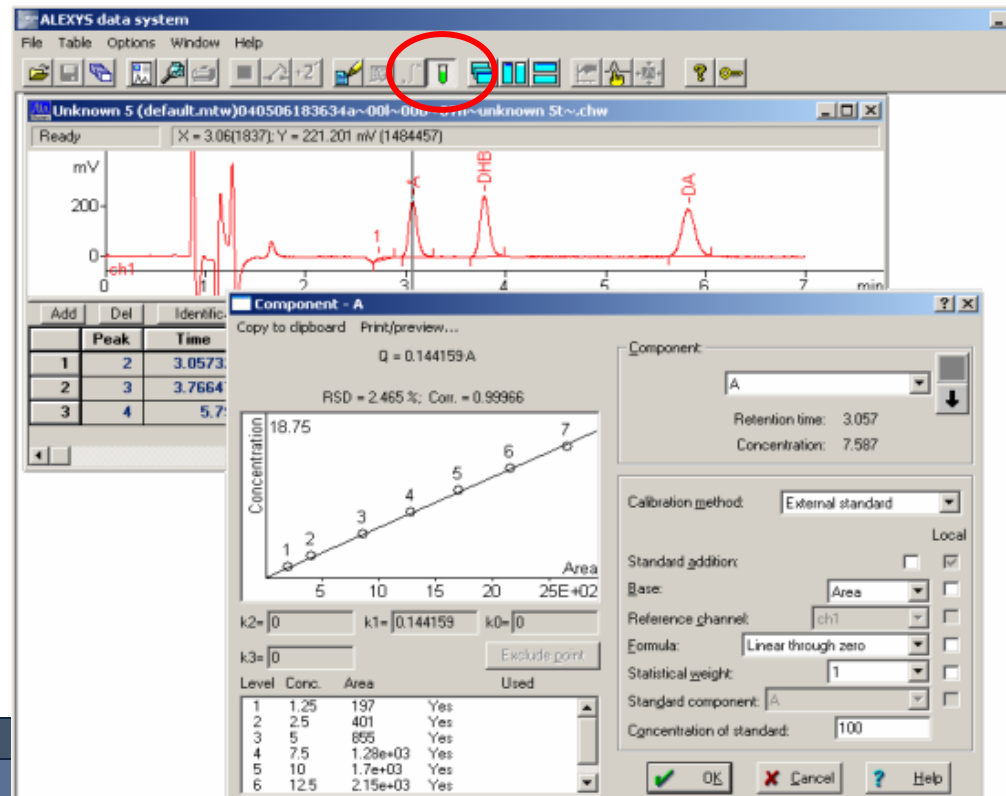 ALEXYS data system
File Table Options Window Help
Unknown 5 (default.mtw)040506183634a~00l~00b~
~unknown 5t~.chw
Ready X = 3.06(1837); Y = 221.201 mV (1484457)
mV
200
0
ch1
1
A
DHB
DA
0 1 2 3 4 5 6 7 min
Add Del Identific
Peak Time
1 2 3.0573
2 3 3.7664
3 4 5.7
Component - A
Copy to clipboard Print/preview...
Q = 0.144159·A
RSD = 2.465 %; Corr. = 0.99966
Concentration
18.75
1 2 3 4 5 6 7
Area
5 10 15 20 25E+02
k2= 0 k1= 0.144159 k0= 0
k3= 0 Exclude point
Level Conc. Area Used
1 1.25 197 Yes
2 2.5 401 Yes
3 5 855 Yes
4 7.5 1.28e+03 Yes
5 10 1.7e+03 Yes
6 12.5 2.15e+03 Yes
Component:
A
Retention time: 3.057
Concentration: 7.587
Calibration method: External standard
Local
Standard addition:
Base: Area
Reference channel: ch1
Formula: Linear through zero
Statistical weight: 1
Standard component: A
Concentration of standard: 100
OK Cancel ? Help